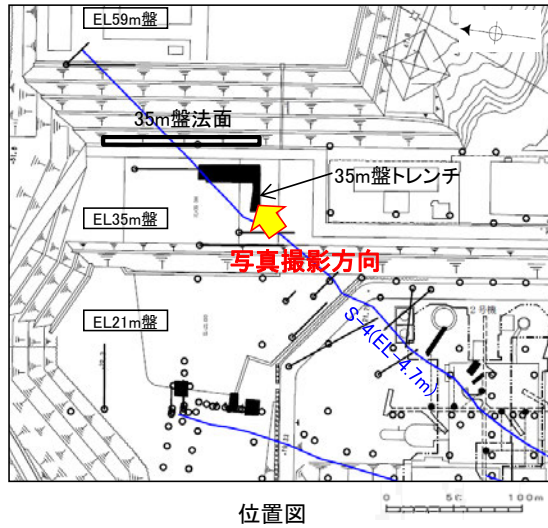 EL59m盤
35m盤法面
35m盤トレンチ
EL35m盤
写真撮影方向
EL21m盤
S-4(EL-4.7m)
2号機
0 50 100m
位置図